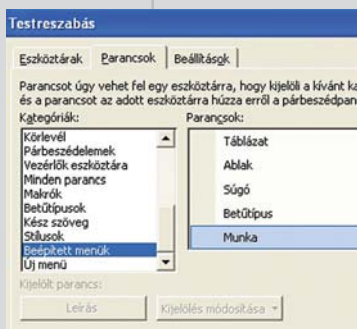 Testreszabás
Eszköztárak Parancsok Beállítások
Parancsot úgy vehet fel egy eszköztárra, hogy kijelöli a kívánt
és a parancsot az adott eszköztárra húzza erről a
Kategóriák: Parancsok:
Körlevél
Párbeszédelemek
Vezérlők eszköztára
Minden parancs
Makrók
Betűtípusok
Kész szöveg
Stílusok
Beépített menük
Új menü
Táblázat
Ablak
Súgó
Betűtípus
Munka
Kijelölt parancs:
Leírás Kijelölés módosítása